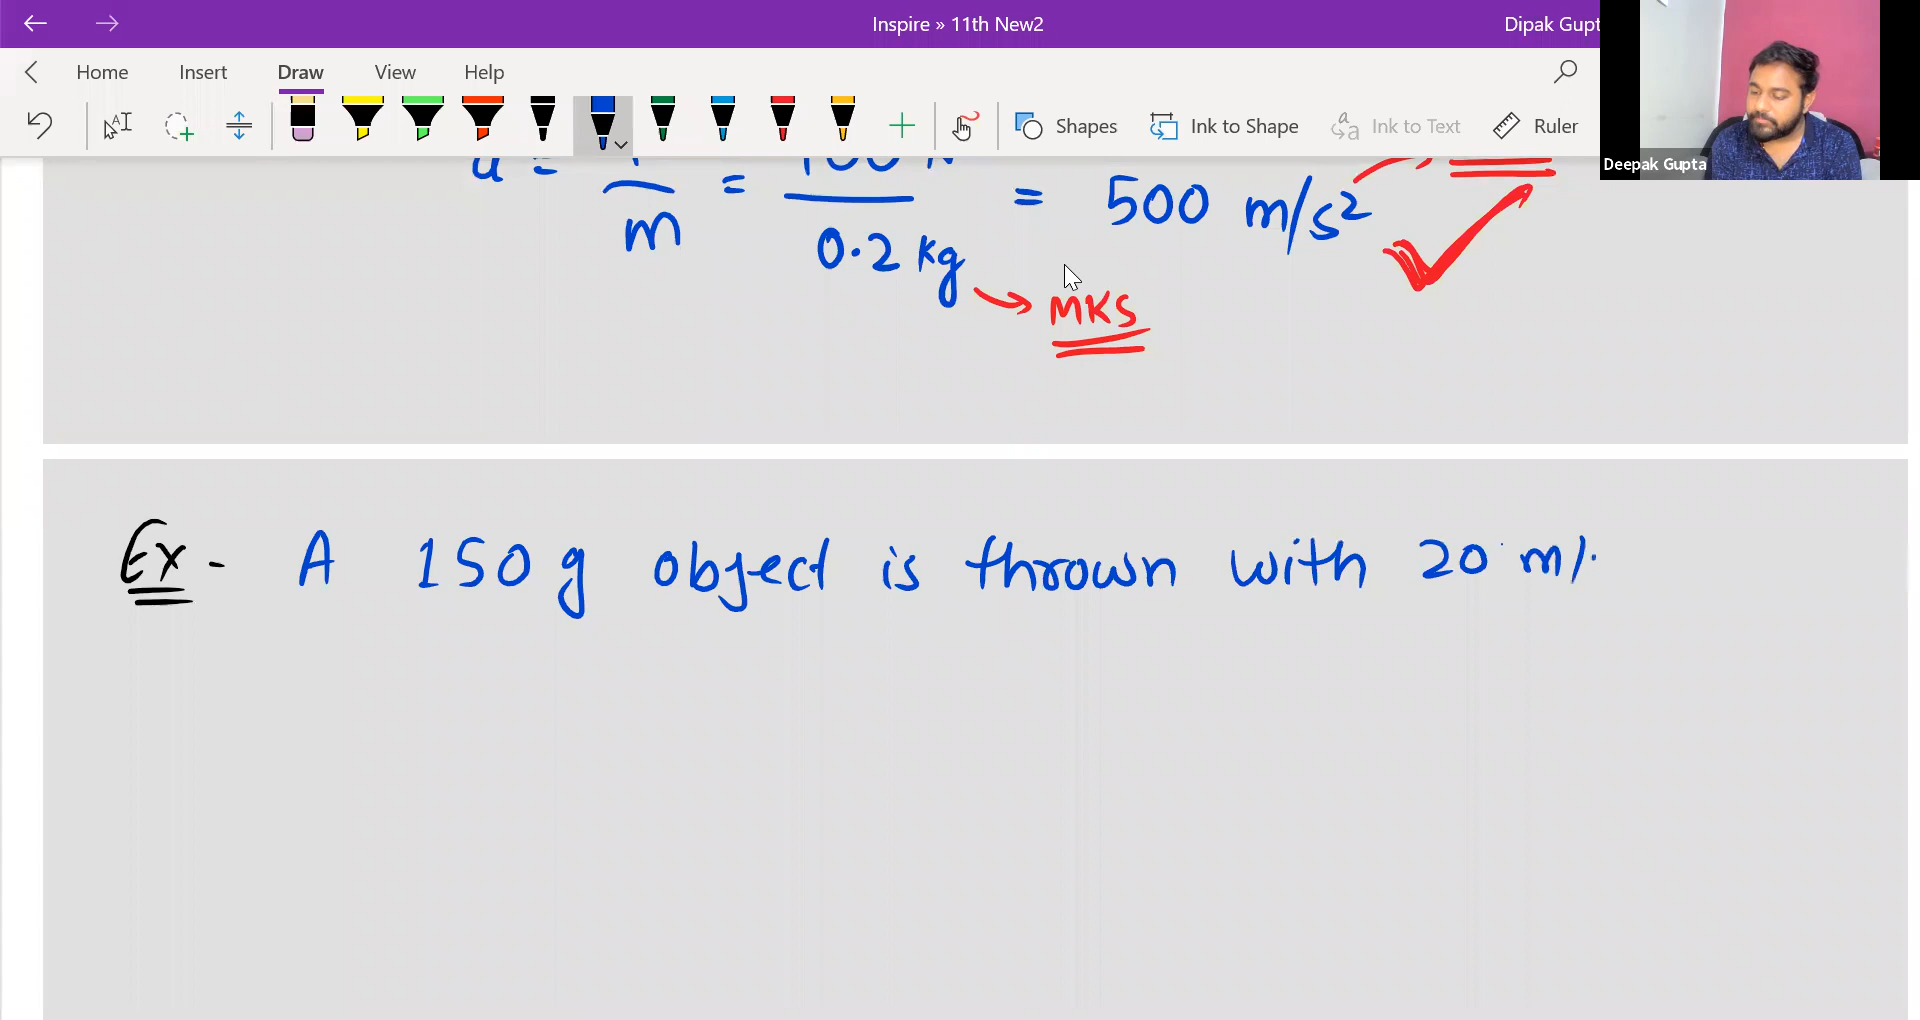 Inspire » 11th New2
Dipak Gupt
Home Insert Draw View Help
Shapes Ink to Shape Ink to Text Ruler
Deepak Gupta
m = 0.2 kg = 500 m/s²
MKS
Ex - A 150 g object is thrown with 20 m/.